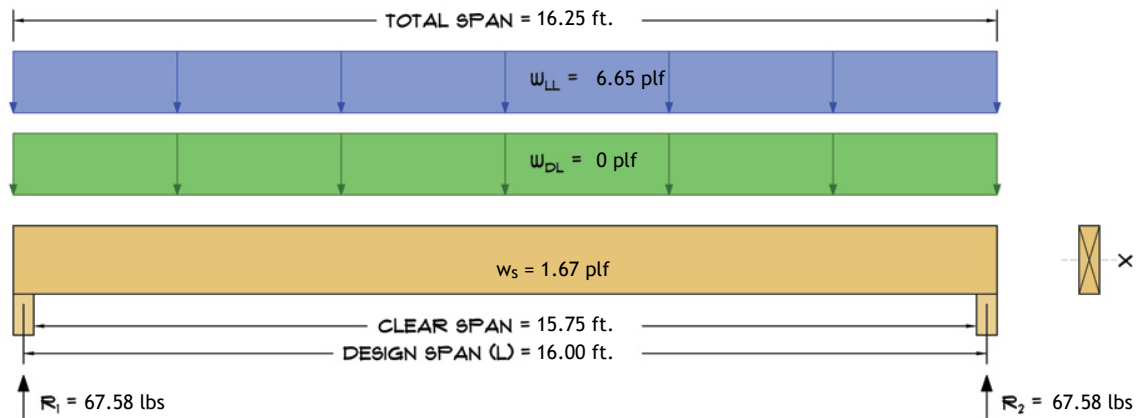 TOTAL SPAN = 16.25 ft.
WLL = 6.65 plf
WDL = 0 plf
ws = 1.67 plf
X
CLEAR SPAN = 15.75 ft.
DESIGN SPAN (L) = 16.00 ft.
R1 = 67.58 lbs
R2 = 67.58 lbs